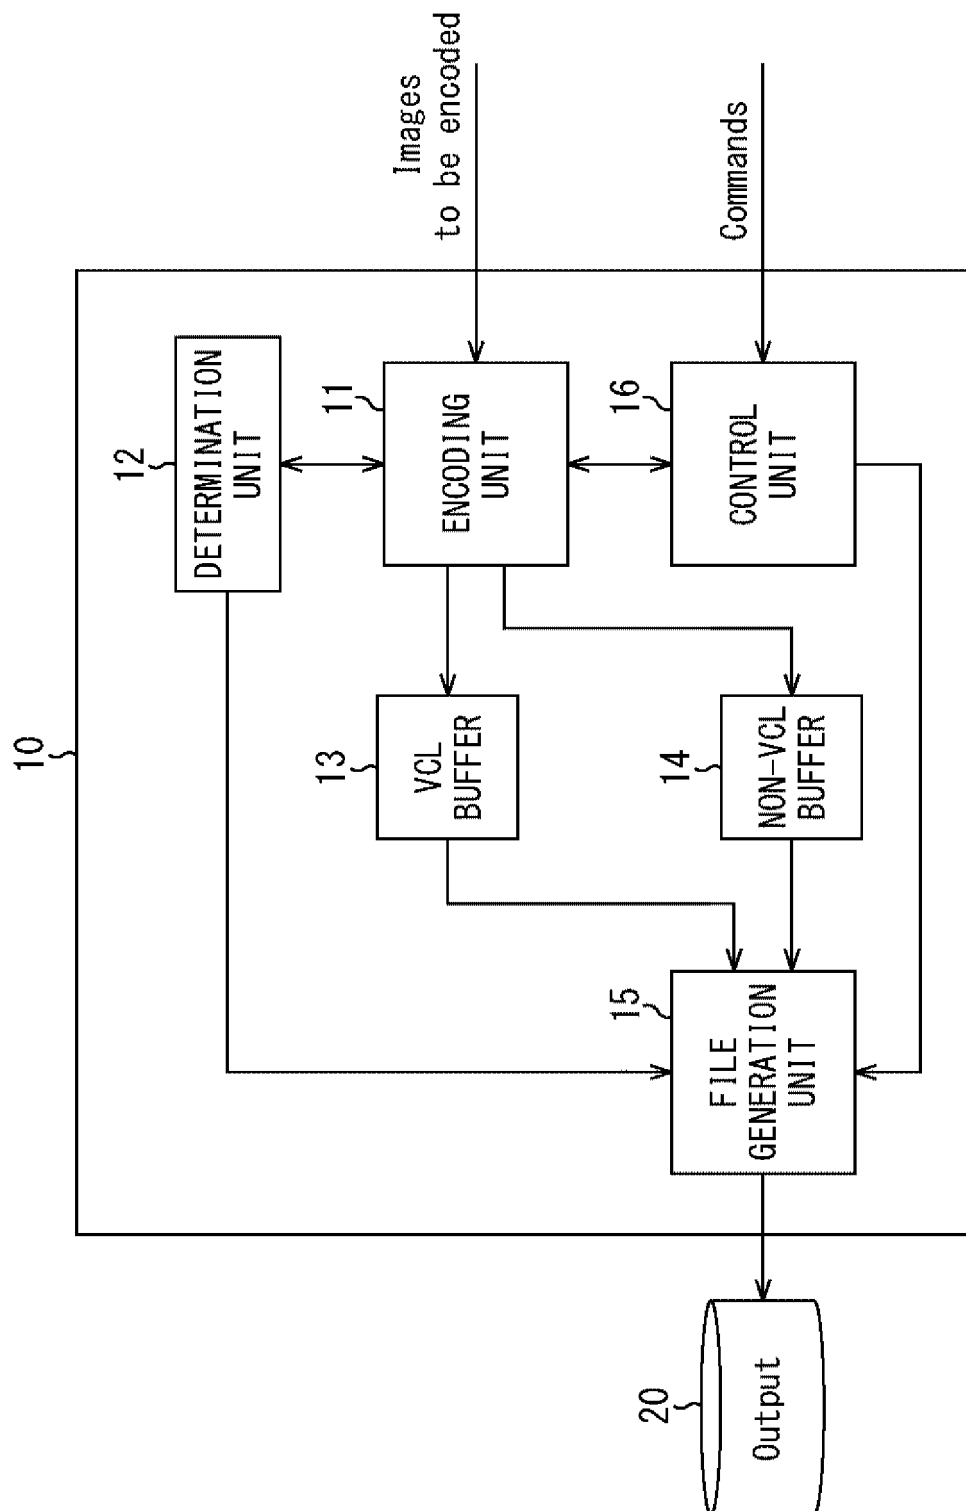 10
12
DETERMINATION
UNIT
11
ENCODING
UNIT
Images
to be encoded
16
CONTROL
UNIT
Commands
13
VCL
BUFFER
14
NON-VCL
BUFFER
15
FILE
GENERATION
UNIT
20
Output